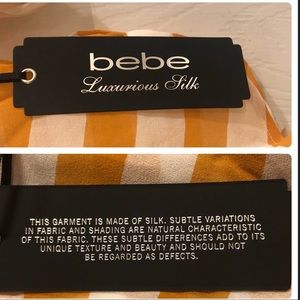 bebe
Luxurious Silk
THIS GARMENT IS MADE OF SILK. SUBTLE VARIATIONS
IN FABRIC AND SHADING ARE NATURAL CHARACTERISTIC
OF THIS FABRIC. THESE SUBTLE DIFFERENCES ADD TO ITS
UNIQUE TEXTURE AND BEAUTY AND SHOULD NOT
BE REGARDED AS DEFECTS.